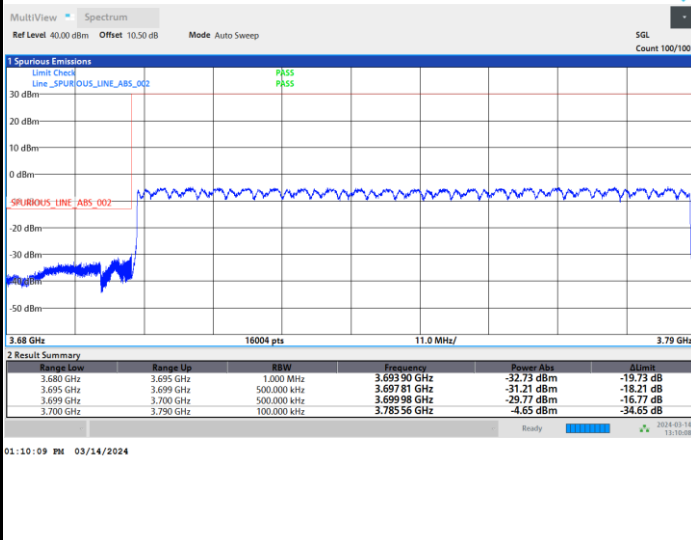 MultiView Spectrum
Ref Level 40.00 dBm Offset 10.50 dB Mode Auto Sweep SGL
Count 100/100
1 Spurious Emissions
Limit Check PASS
Line _SPURIOUS_LINE_ABS_002 PASS
30 dBm
20 dBm
10 dBm
0 dBm
_SPURIOUS_LINE_ABS_002
-20 dBm
-30 dBm
-40 dBm
-50 dBm
3.68 GHz 16004 pts 11.0 MHz/ 3.79 GHz
2 Result Summary
Range Low Range Up RBW Frequency Power Abs ΔLimit
3.680 GHz 3.695 GHz 1.000 MHz 3.693 90 GHz -32.73 dBm -19.73 dB
3.695 GHz 3.699 GHz 500.000 kHz 3.697 81 GHz -31.21 dBm -18.21 dB
3.699 GHz 3.700 GHz 500.000 kHz 3.699 98 GHz -29.77 dBm -16.77 dB
3.700 GHz 3.790 GHz 100.000 kHz 3.785 56 GHz -4.65 dBm -34.65 dB
Ready 2024-03-14
13:10:08
01:10:09 PM 03/14/2024